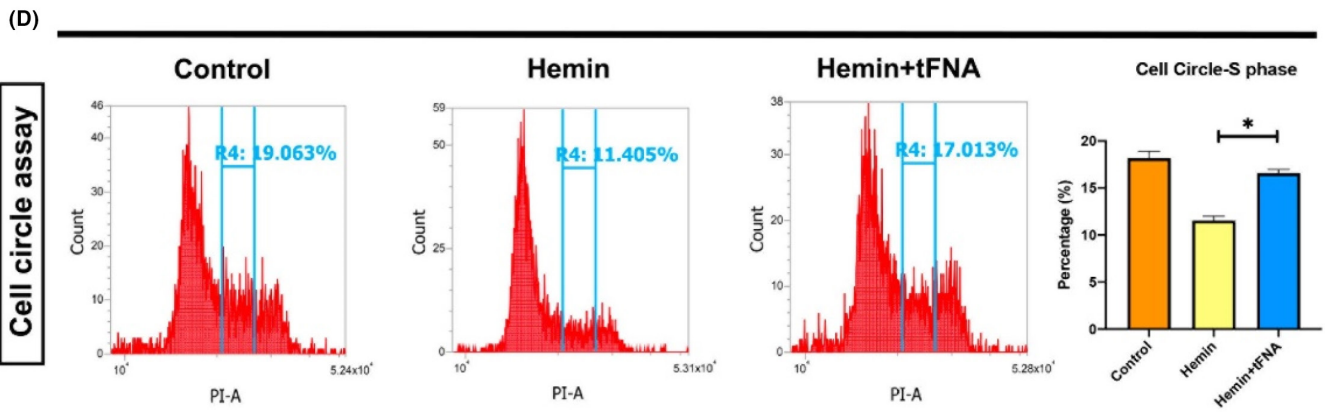 (D)
Cell circle assay
Control
46
40
30
20
10
0
Count
R4: 19.063%
10⁴
5.24x10⁴
PI-A
Hemin
59
50
25
0
Count
R4: 11.405%
10⁴
5.31x10⁴
PI-A
Hemin+tFNA
38
30
20
10
0
Count
R4: 17.013%
10⁴
5.28x10⁴
PI-A
Cell Circle-S phase
*
20
15
10
5
0
Percentage (%)
Control
Hemin
Hemin+tFNA